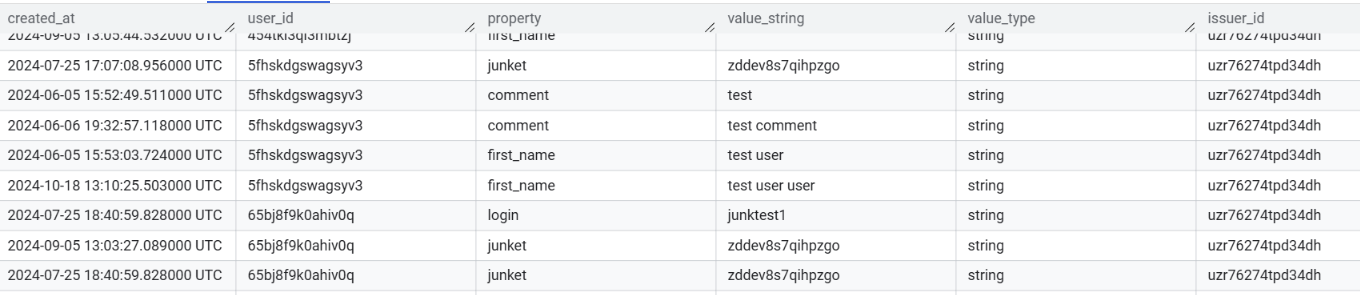 created_at user_id property value_string value_type issuer_id
2024-09-05 13:05:44.532000 UTC first_name string uzr76274tpd34dh
2024-07-25 17:07:08.956000 UTC 5fhskdgswagsyv3 junket zddev8s7qihpzgo string uzr76274tpd34dh
2024-06-05 15:52:49.511000 UTC 5fhskdgswagsyv3 comment test string uzr76274tpd34dh
2024-06-06 19:32:57.118000 UTC 5fhskdgswagsyv3 comment test comment string uzr76274tpd34dh
2024-06-05 15:53:03.724000 UTC 5fhskdgswagsyv3 first_name test user string uzr76274tpd34dh
2024-10-18 13:10:25.503000 UTC 5fhskdgswagsyv3 first_name test user user string uzr76274tpd34dh
2024-07-25 18:40:59.828000 UTC 65bj8f9k0ahiv0q login junktest1 string uzr76274tpd34dh
2024-09-05 13:03:27.089000 UTC 65bj8f9k0ahiv0q junket zddev8s7qihpzgo string uzr76274tpd34dh
2024-07-25 18:40:59.828000 UTC 65bj8f9k0ahiv0q junket zddev8s7qihpzgo string uzr76274tpd34dh